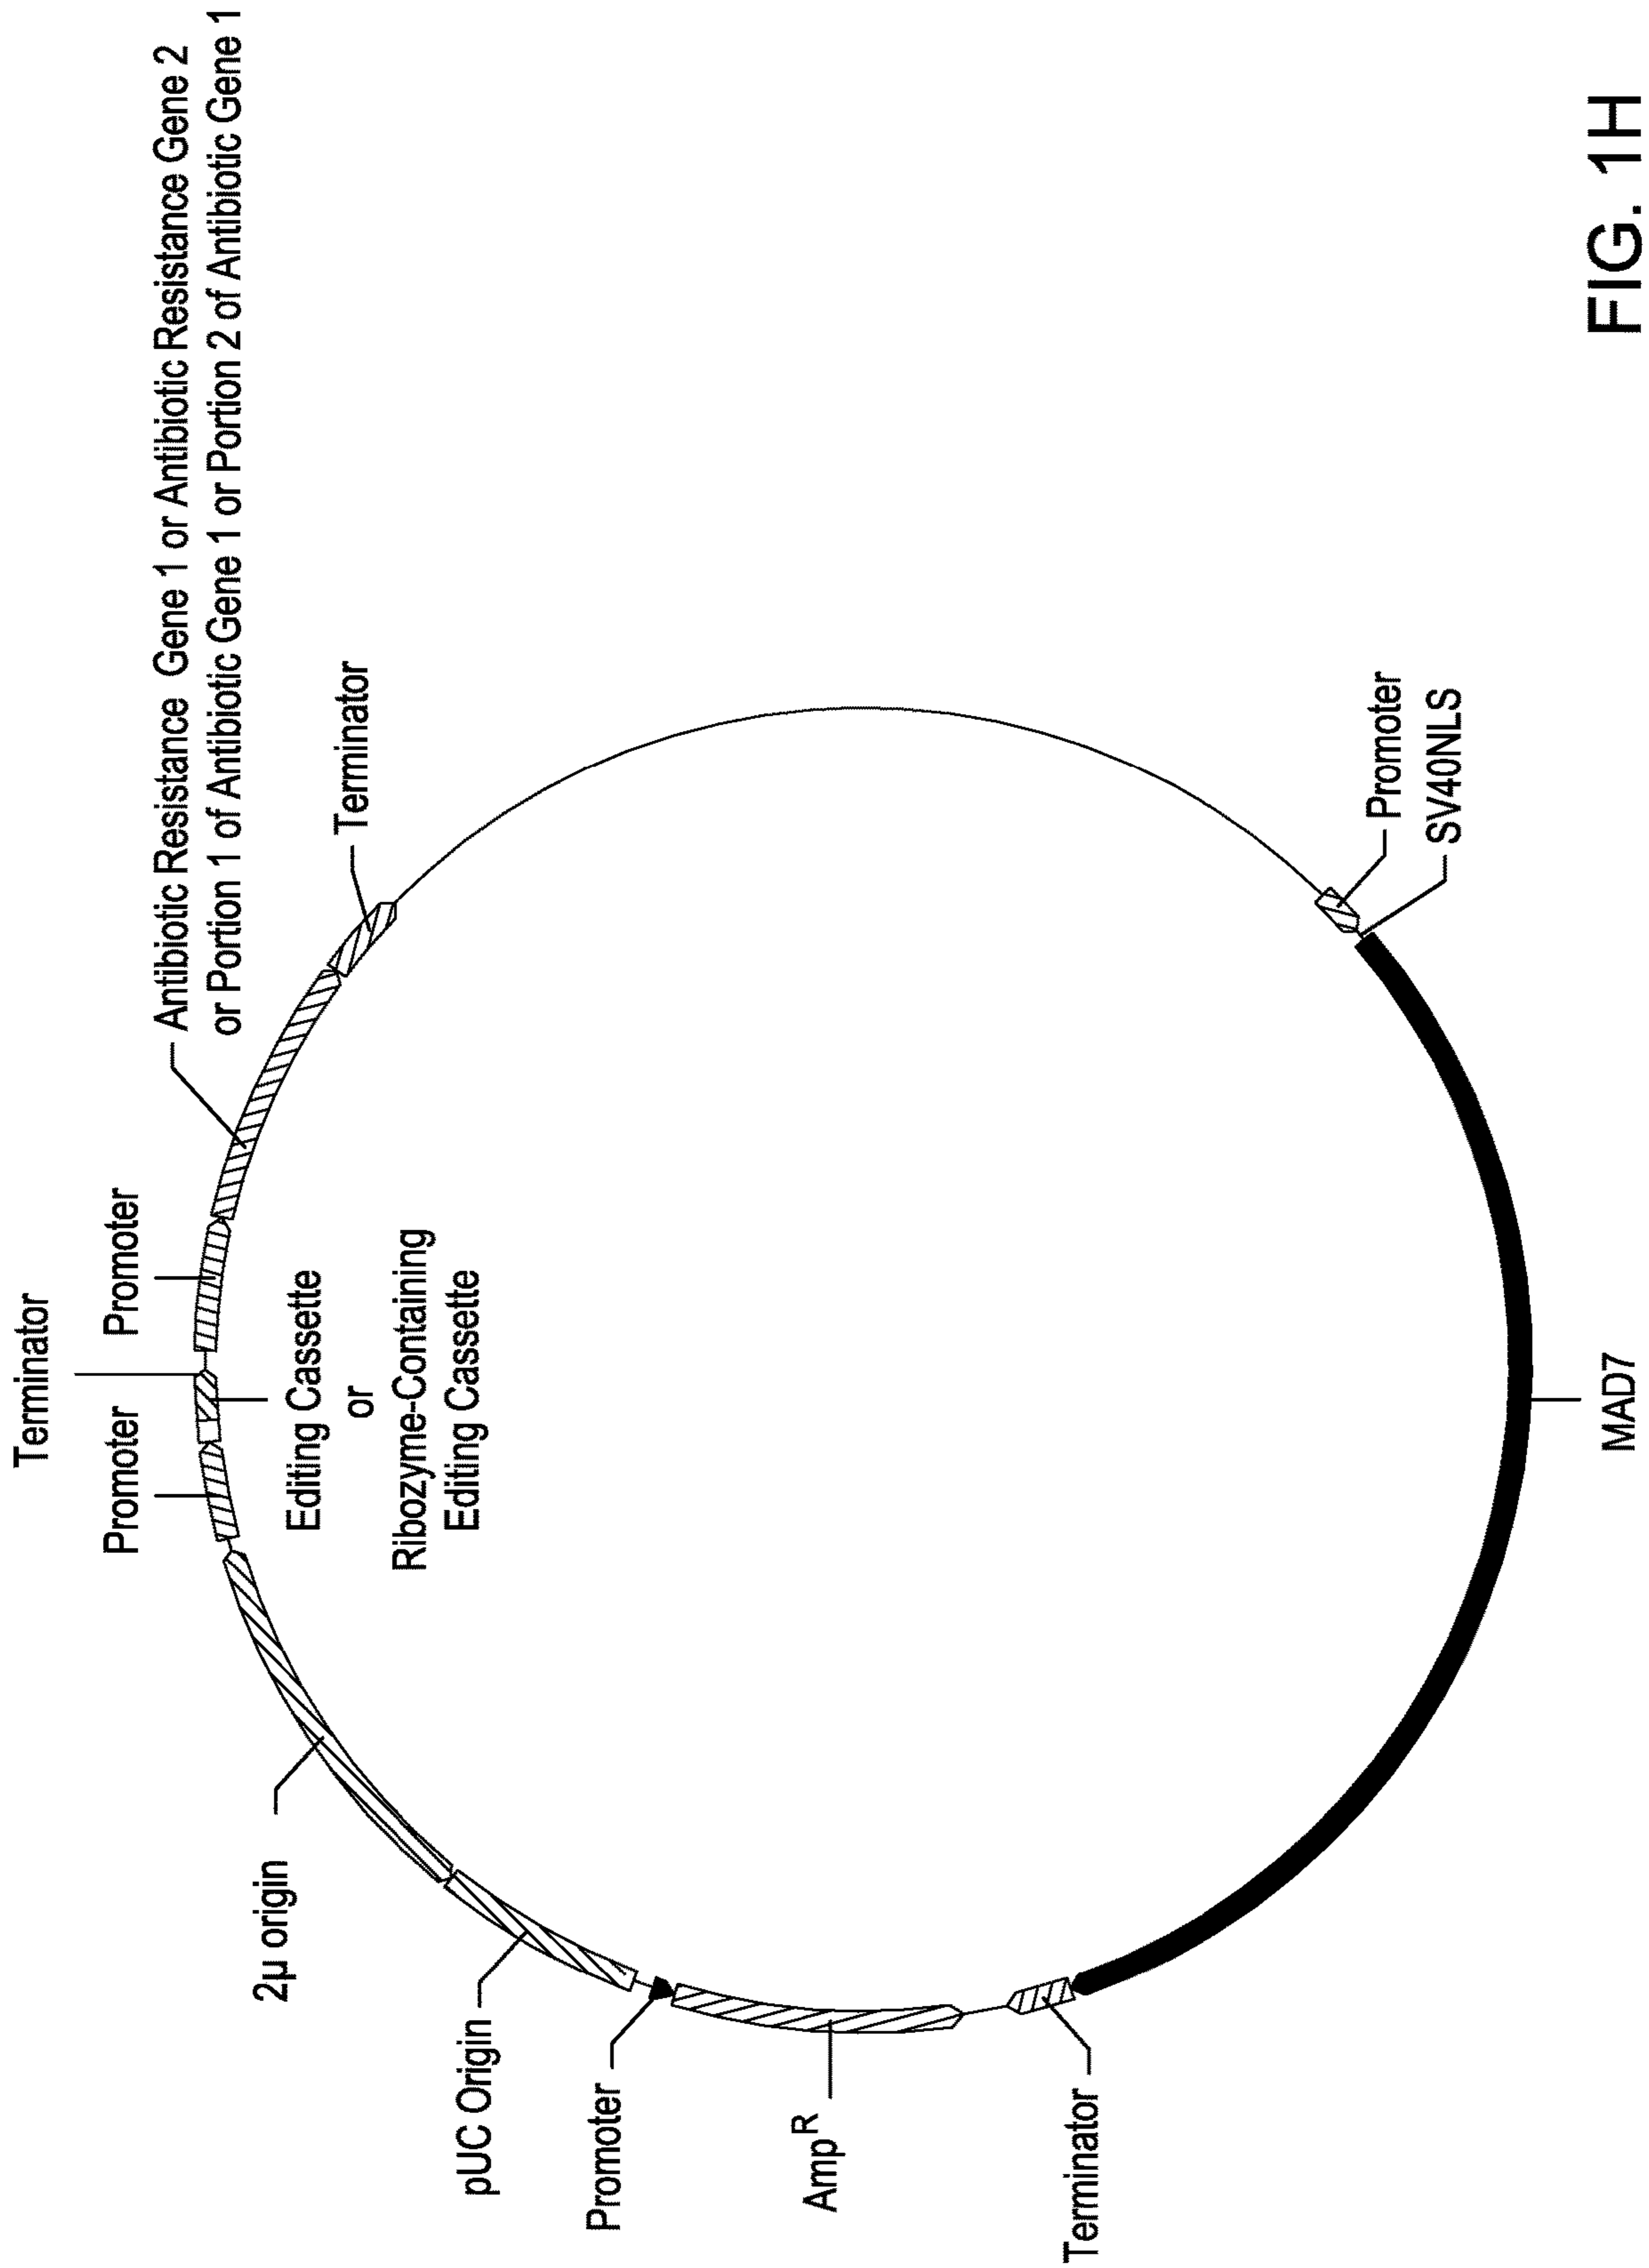 Terminator
Promoter
Promoter
Antibiotic Resistance Gene 1 or Antibiotic Resistance Gene 2
or Portion 1 of Antibiotic Gene 1 or Portion 2 of Antibiotic Gene 1
2µ origin
Editing Cassette
or
Ribozyme-Containing
Editing Cassette
Terminator
pUC Origin
Promoter
Amp^R
Terminator
Promoter
SV40NLS
MAD7
FIG. 1H